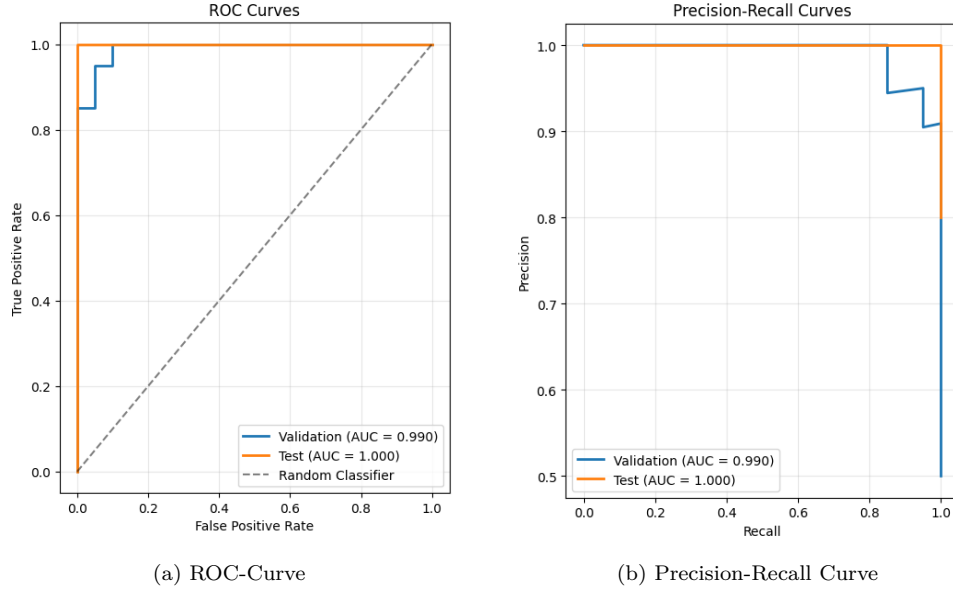 ROC Curves
1.0
0.8
0.6
0.4
0.2
0.0
True Positive Rate
0.0 0.2 0.4 0.6 0.8 1.0
False Positive Rate
Validation (AUC = 0.990)
Test (AUC = 1.000)
Random Classifier
(a) ROC-Curve
Precision-Recall Curves
1.0
0.9
0.8
0.7
0.6
0.5
Precision
0.0 0.2 0.4 0.6 0.8 1.0
Recall
Validation (AUC = 0.990)
Test (AUC = 1.000)
(b) Precision-Recall Curve